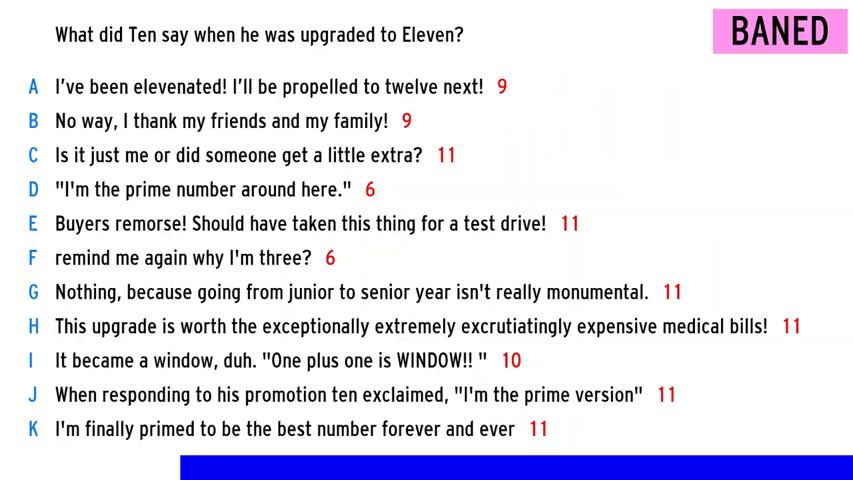 What did Ten say when he was upgraded to Eleven?
BANED
A I've been elevenated! I'll be propelled to twelve next! 9
B No way, I thank my friends and my family! 9
C Is it just me or did someone get a little extra? 11
D "I'm the prime number around here." 6
E Buyers remorse! Should have taken this thing for a test drive! 11
F remind me again why I'm three? 6
G Nothing, because going from junior to senior year isn't really monumental. 11
H This upgrade is worth the exceptionally extremely excrutiatingly expensive medical bills! 11
I It became a window, duh. "One plus one is WINDOW!! " 10
J When responding to his promotion ten exclaimed, "I'm the prime version" 11
K I'm finally primed to be the best number forever and ever 11